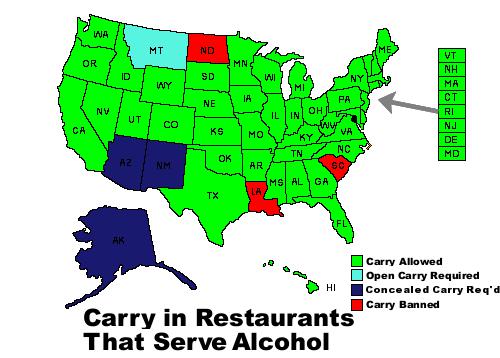 WA
MT
ND
MN
ME
OR
ID
SD
WI
MI
NY
VT
NH
MA
CT
RI
NJ
DE
MD
WY
NE
IA
PA
NV
UT
CO
KS
MO
IL
IN
OH
WV
VA
KY
CA
AZ
NM
OK
AR
TN
NC
SC
TX
LA
MS
AL
GA
FL
AK
HI
Carry Allowed
Open Carry Required
Concealed Carry Req'd
Carry Banned
Carry in Restaurants
That Serve Alcohol